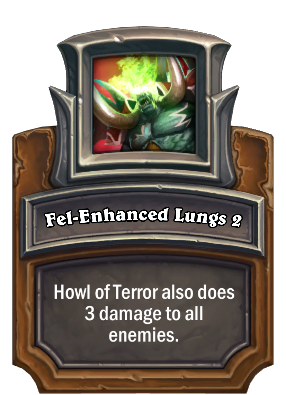 Fel-Enhanced Lungs 2
Howl of Terror also does
3 damage to all
enemies.